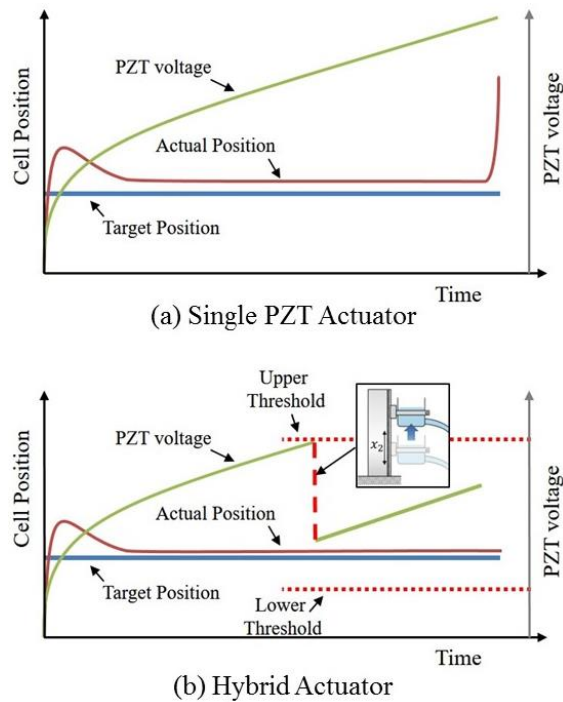 PZT voltage
Cell Position
Actual Position
PZT voltage
Target Position
Time
(a) Single PZT Actuator
Upper
Threshold
PZT voltage
x₂
Cell Position
Actual Position
PZT voltage
Target Position
Lower
Threshold
Time
(b) Hybrid Actuator